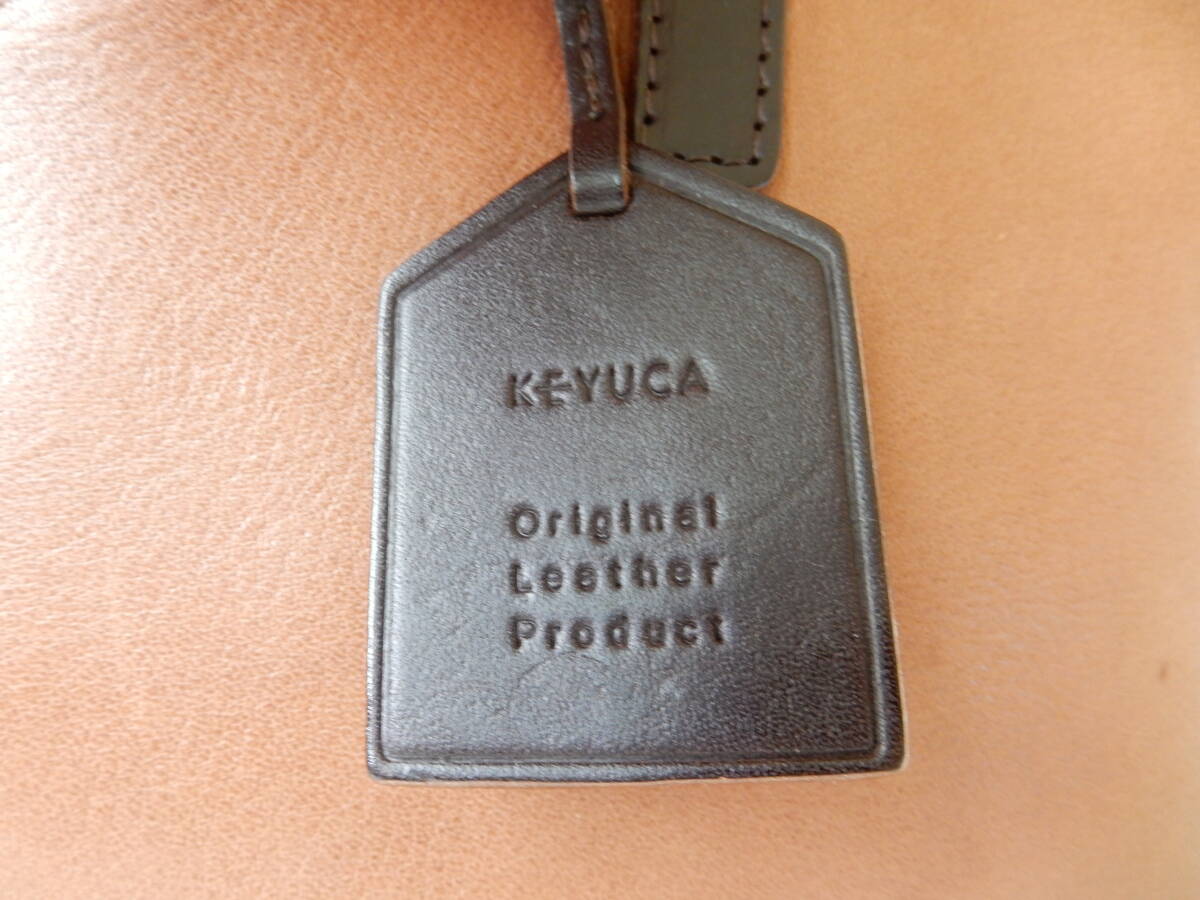 KEYUCA
Original
Leather
Product